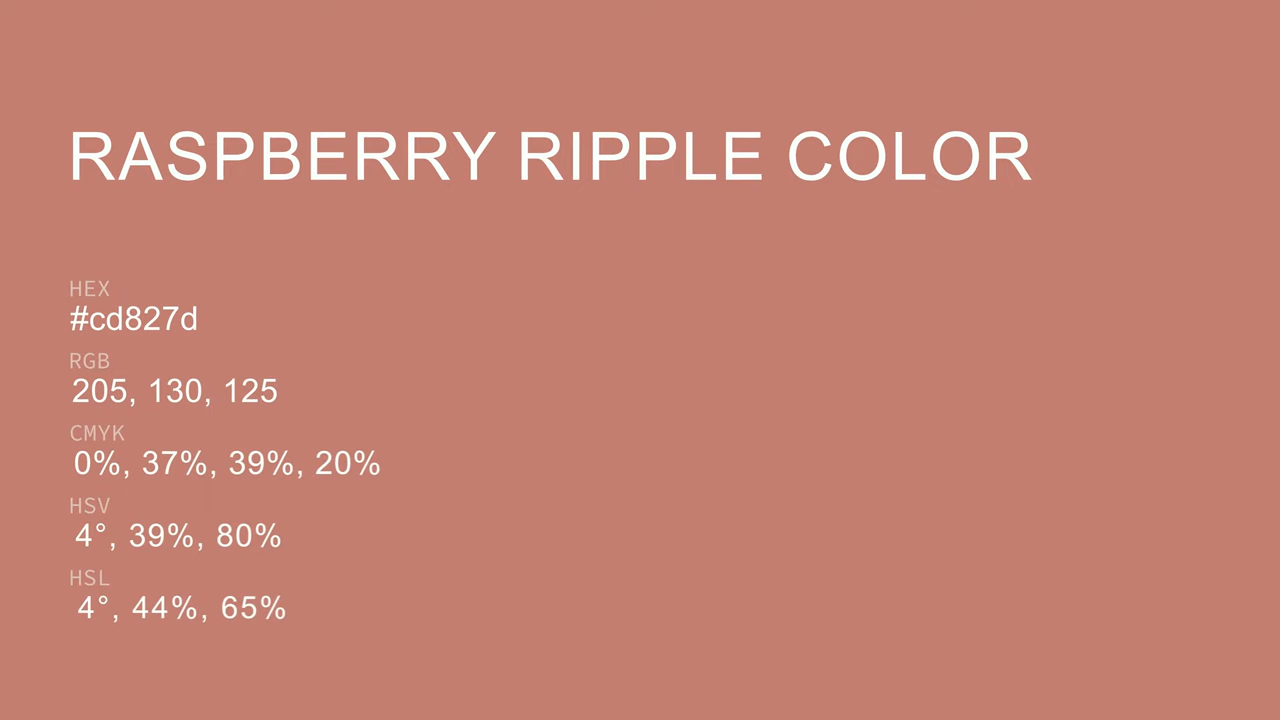 RASPBERRY RIPPLE COLOR
HEX
#cd827d
RGB
205, 130, 125
CMYK
0%, 37%, 39%, 20%
HSV
4°, 39%, 80%
HSL
4°, 44%, 65%